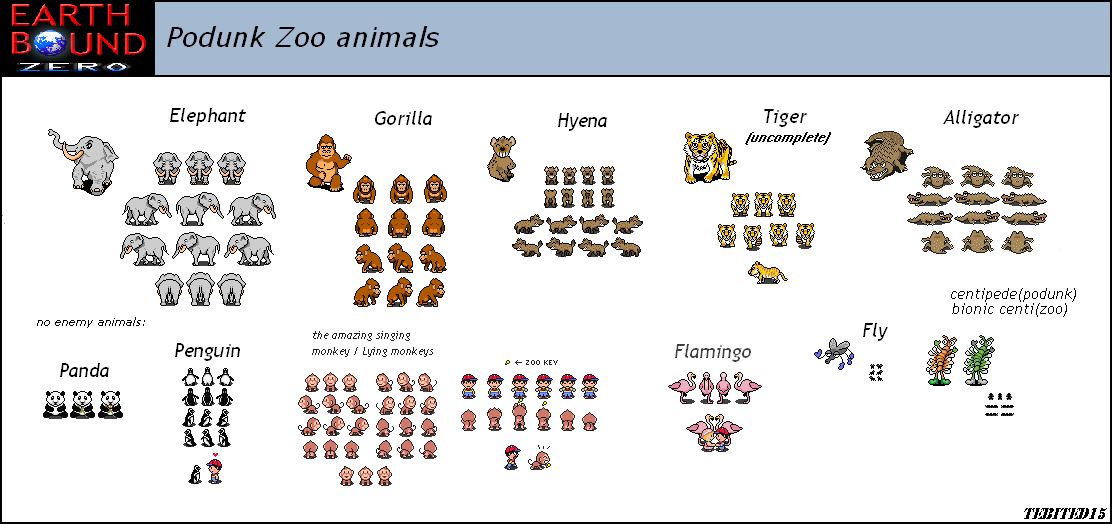 EARTH
BOUND
ZERO
Podunk Zoo animals
Elephant
Gorilla
Hyena
Tiger
(uncomplete)
Alligator
centipede(podunk)
bionic centi(zoo)
no enemy animals:
Panda
Penguin
the amazing singing
monkey / Lying monkeys
← ZOO KEY
Flamingo
Fly
TEBITED15